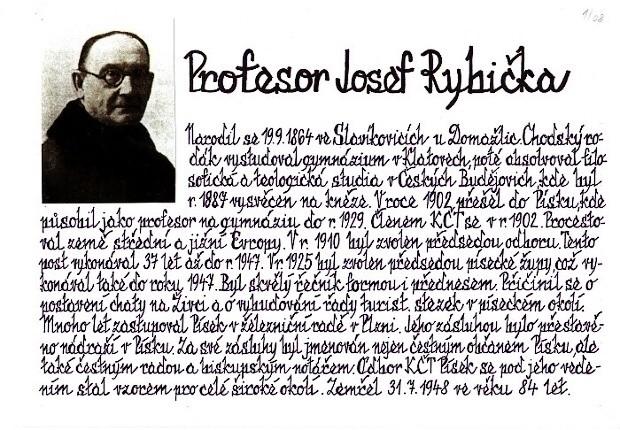 1/08
Profesor Josef Rybička
Narodil se 19.9.1864 ve Slavíkovicích u Domažlic. Chodský ro-
dák vystudoval gymnázium v Klatovech, poté absolvoval filo-
sofická a teologická studia v Českých Budějovich, kde byl
r. 1887 vysvěcen na kněze. V roce 1902 přešel do Písku, kde
působil jako profesor na gymnáziu do r. 1929. Členem KČT se v r. 1902. Procesto-
val země střední a jižní Evropy. V r. 1910 byl zvolen předsedou odboru. Tento
post vykonával 37 let až do r. 1947. V r. 1925 byl zvolen předsedou písecké župy což vy-
konával také do roku 1947. Byl skvělý řečník formou i přednesem. Přičinil se o
postavení chaty na Živci a o vybudování řady turist. stezek v píseckém okolí.
Mnoho let zastupoval Písek v železniční radě v Plzni. Jeho zásluhou bylo přestavě-
no nádraží v Písku. Za své zásluhy byl jmenován nejen čestným občanem Písku, ale
také čestným radou a biskupským notářem. Odbor KČT Písek se pod jeho vede-
ním stal vzorem pro celé široké okolí. Zemřel 31.7.1948 ve věku 84 let.